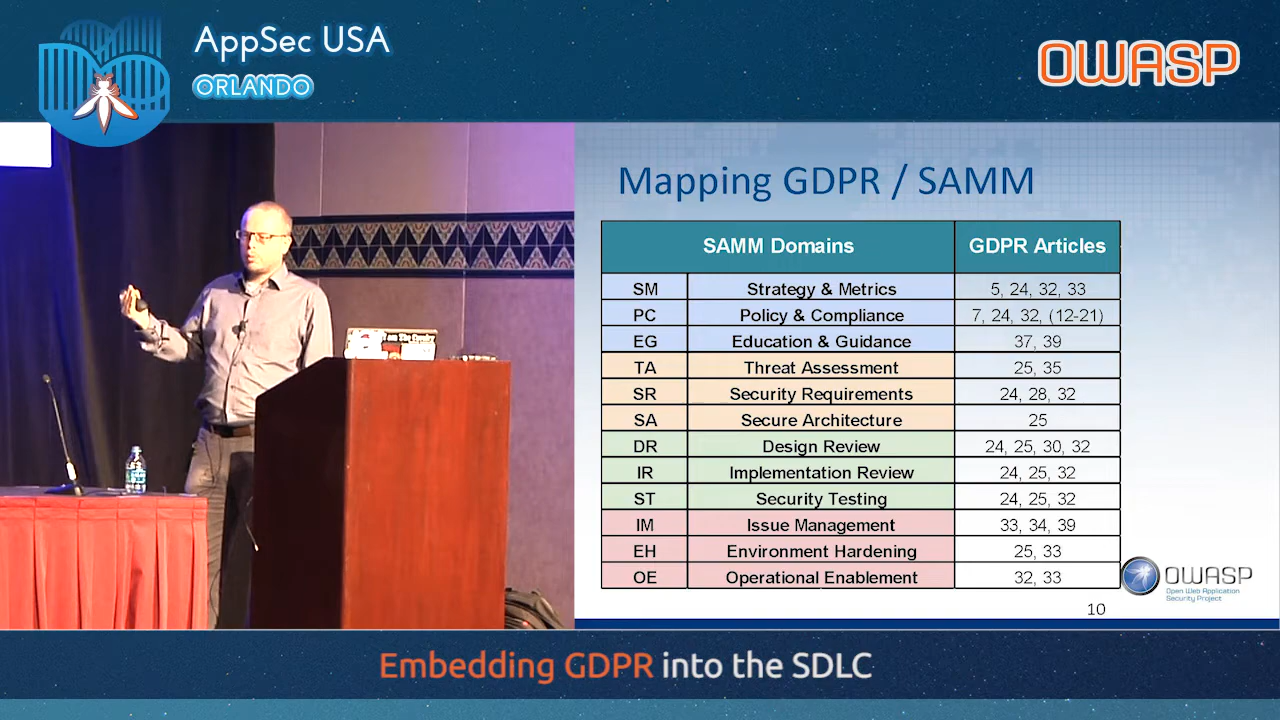 AppSec USA
ORLANDO
OWASP
Mapping GDPR / SAMM
SAMM Domains GDPR Articles
SM Strategy & Metrics 5, 24, 32, 33
PC Policy & Compliance 7, 24, 32, (12-21)
EG Education & Guidance 37, 39
TA Threat Assessment 25, 35
SR Security Requirements 24, 28, 32
SA Secure Architecture 25
DR Design Review 24, 25, 30, 32
IR Implementation Review 24, 25, 32
ST Security Testing 24, 25, 32
IM Issue Management 33, 34, 39
EH Environment Hardening 25, 33
OE Operational Enablement 32, 33
OWASP
Open Web Application
Security Project
10
Embedding GDPR into the SDLC